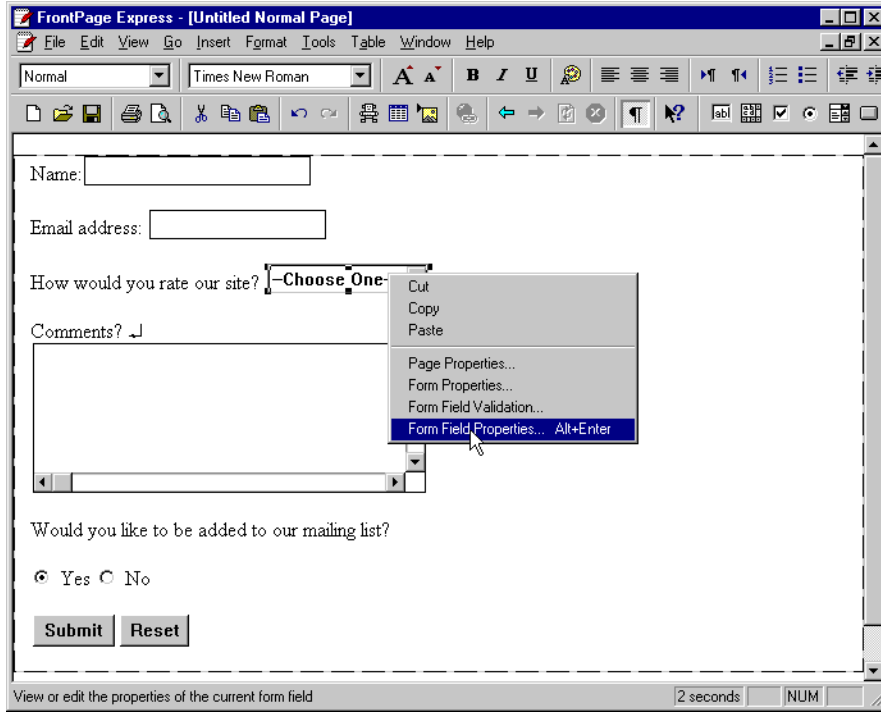 FrontPage Express - [Untitled Normal Page]
File Edit View Go Insert Format Tools Table Window Help
Normal Times New Roman A A B I U
abl
Name:
Email address:
How would you rate our site? --Choose One-
Cut
Copy
Paste
Page Properties...
Form Properties...
Form Field Validation...
Form Field Properties... Alt+Enter
Comments?
Would you like to be added to our mailing list?
Yes No
Submit Reset
View or edit the properties of the current form field 2 seconds NUM